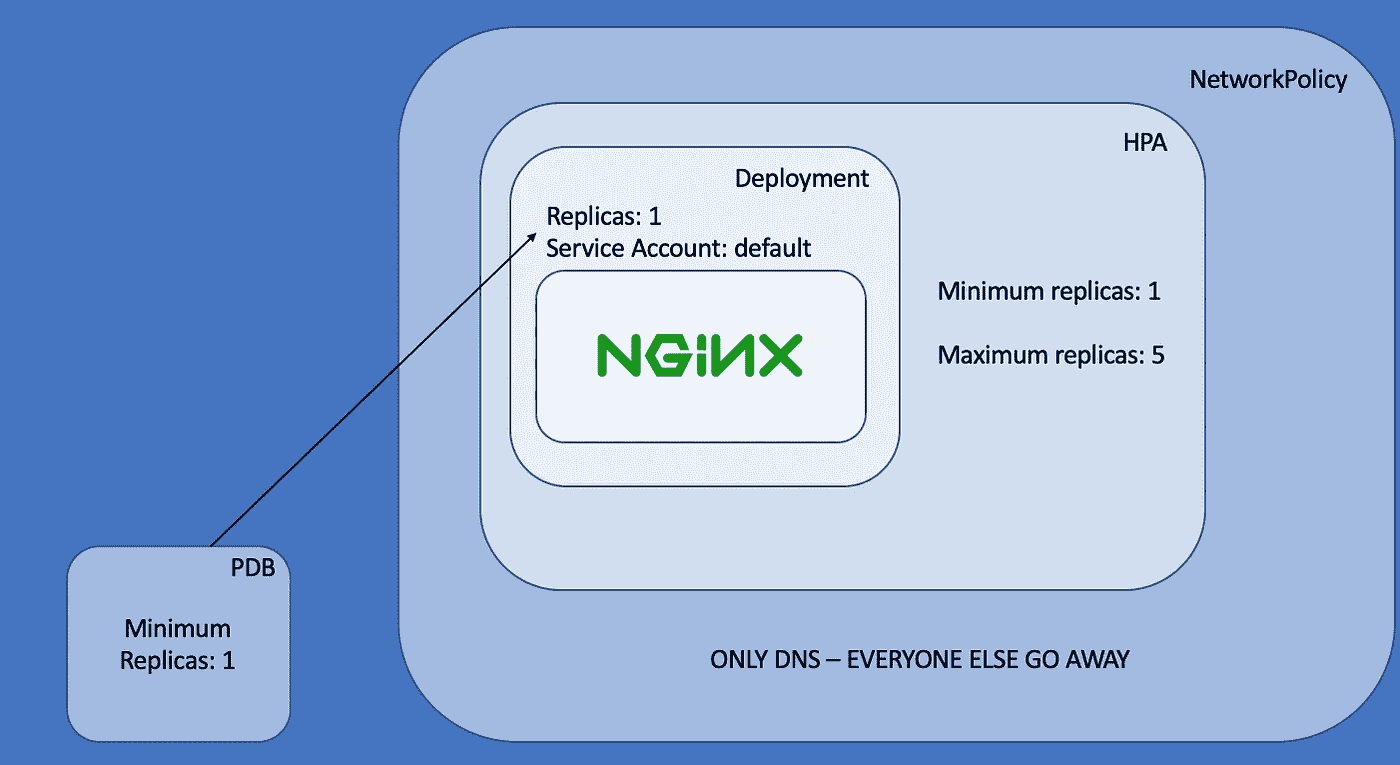 NetworkPolicy
HPA
Deployment
Replicas: 1
Service Account: default
NGINX
Minimum replicas: 1
Maximum replicas: 5
PDB
Minimum
Replicas: 1
ONLY DNS – EVERYONE ELSE GO AWAY